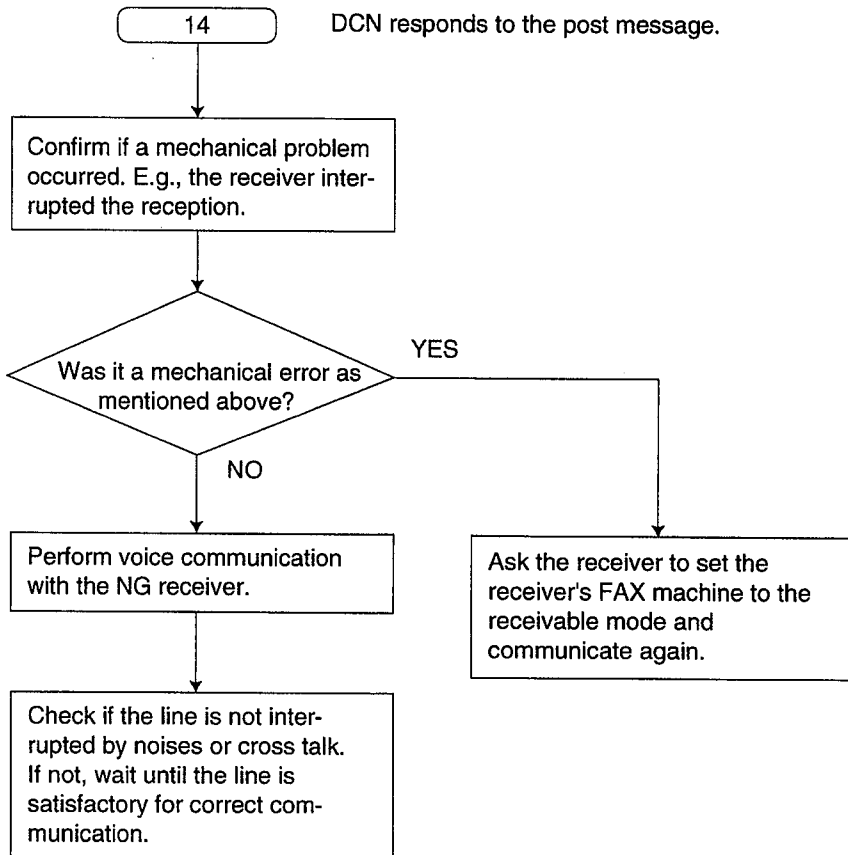 14
DCN responds to the post message.
Confirm if a mechanical problem
occurred. E.g., the receiver inter-
rupted the reception.
Was it a mechanical error as
mentioned above?
YES
NO
Perform voice communication
with the NG receiver.
Ask the receiver to set the
receiver's FAX machine to the
receivable mode and
communicate again.
Check if the line is not inter-
rupted by noises or cross talk.
If not, wait until the line is
satisfactory for correct com-
munication.